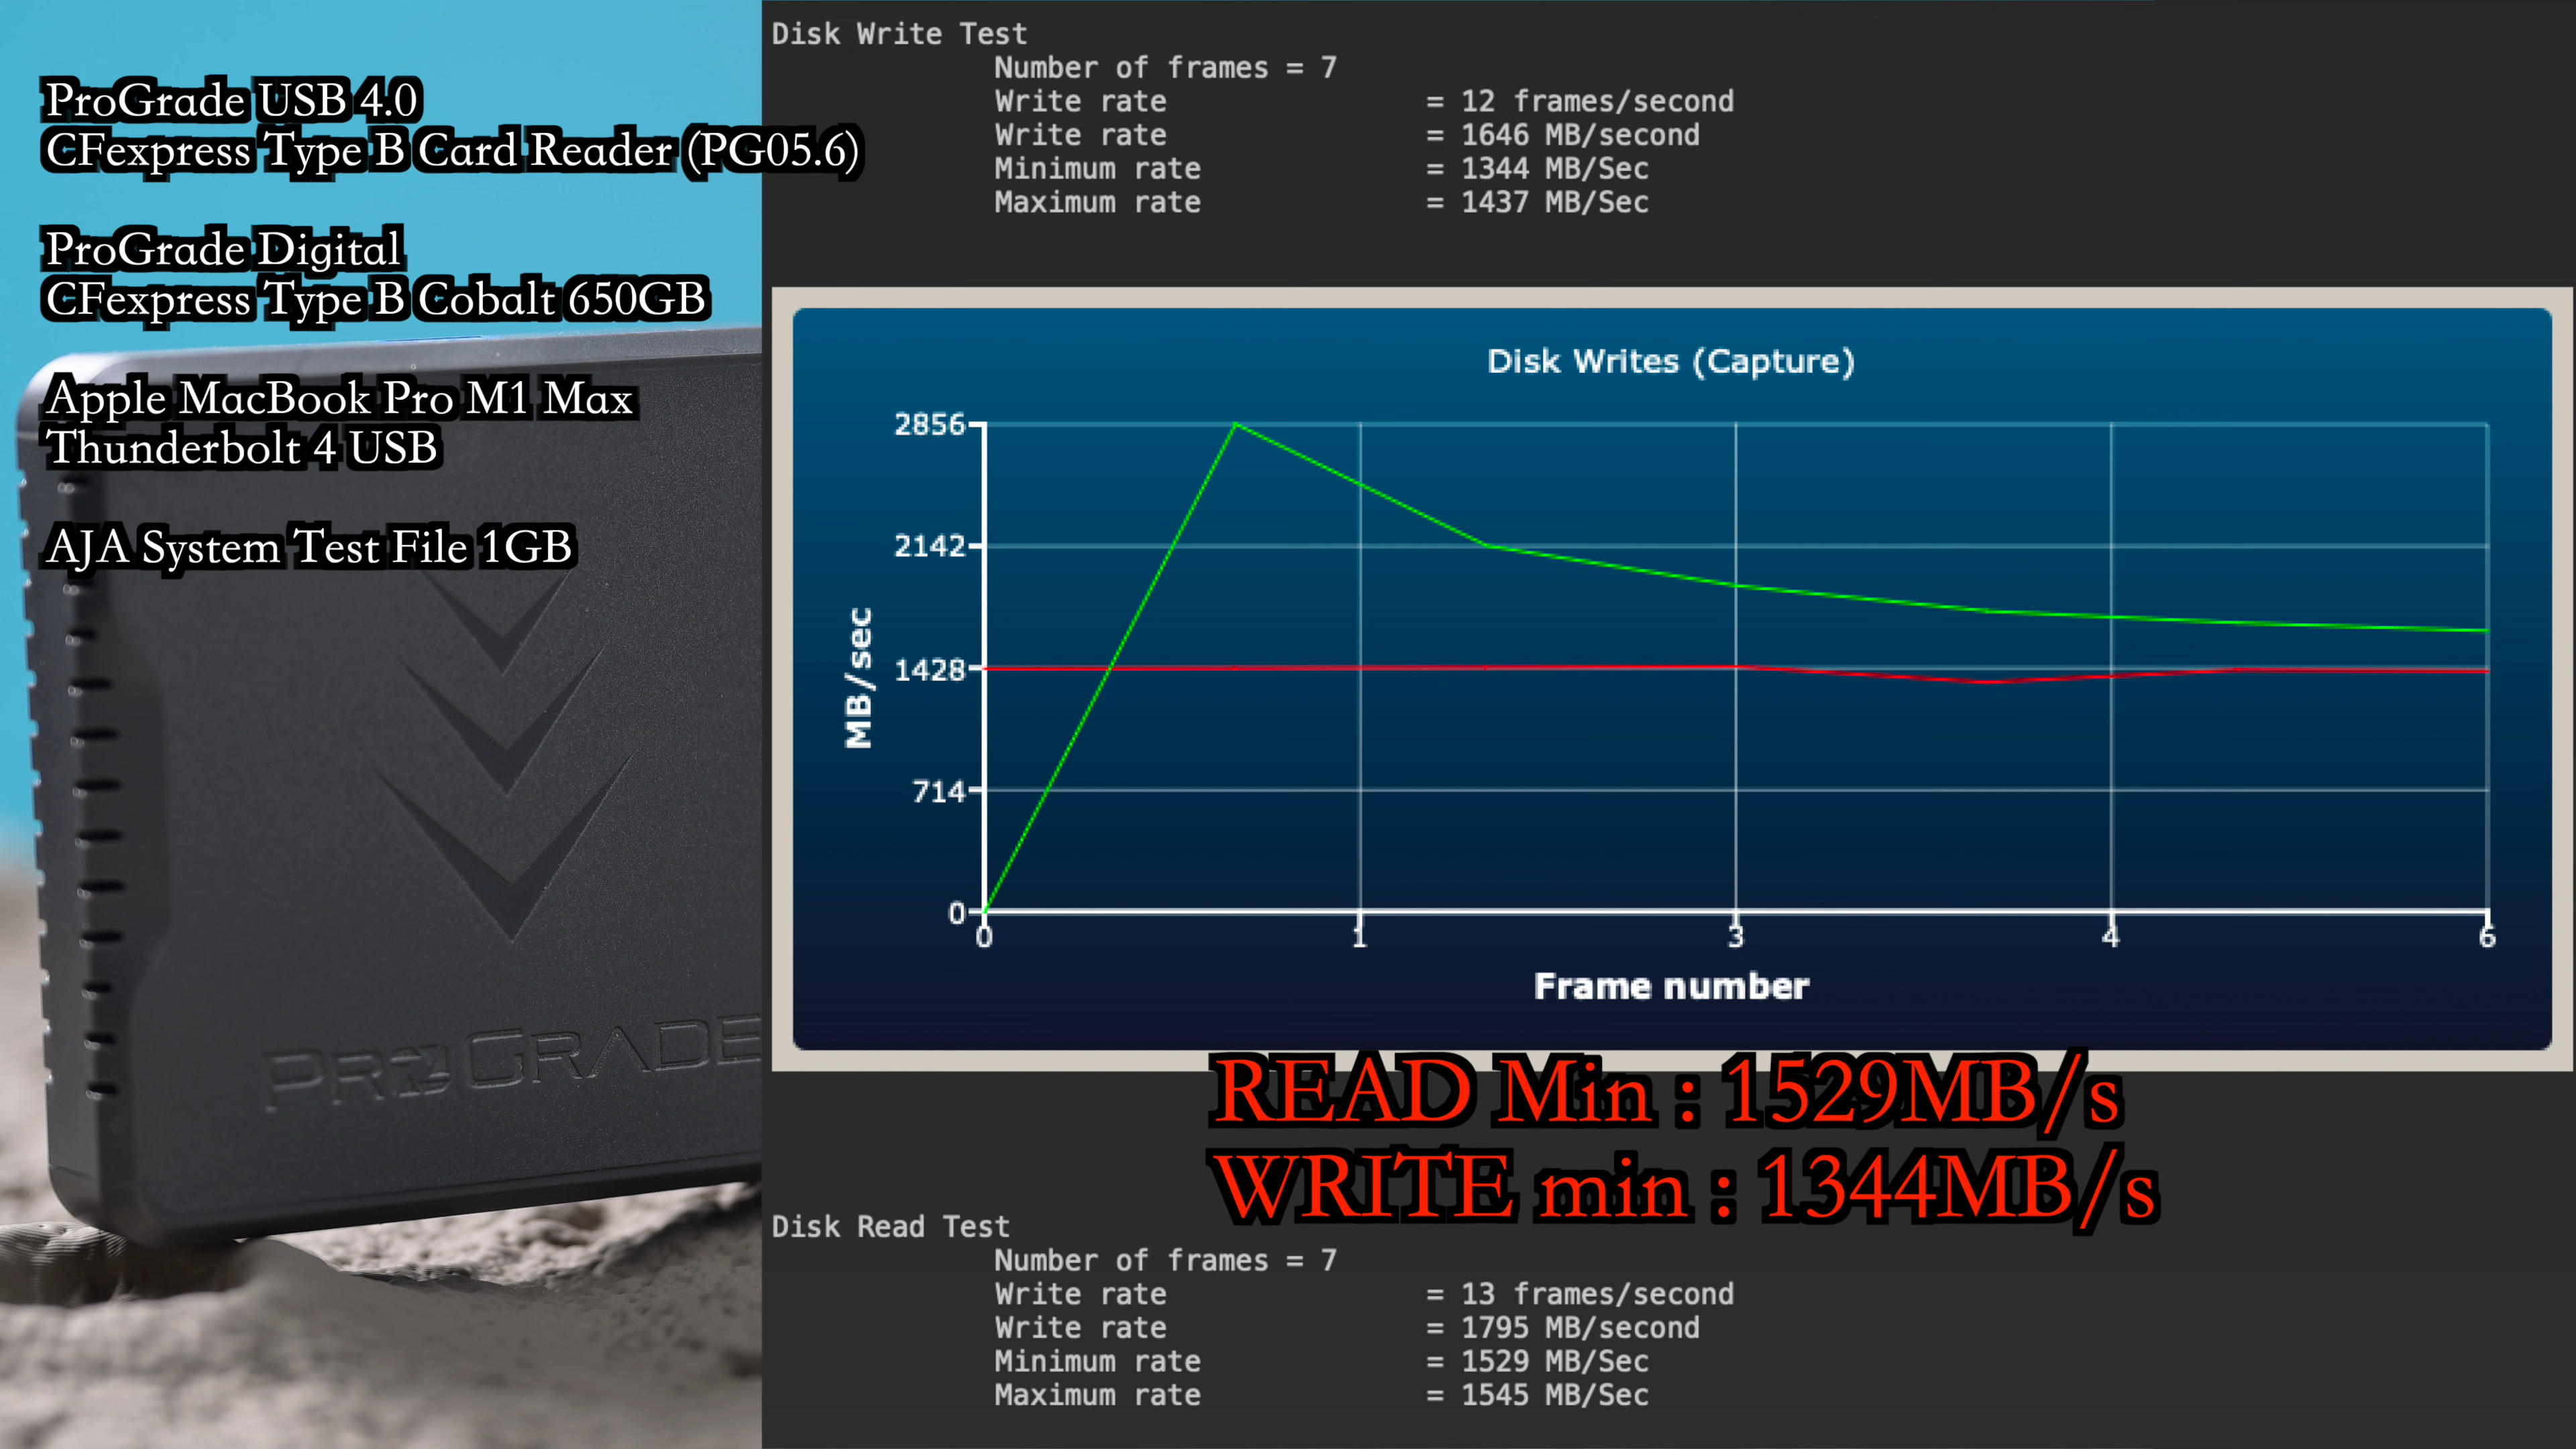 ProGrade USB 4.0
CFexpress Type B Card Reader (PG05.6)
ProGrade Digital
CFexpress Type B Cobalt 650GB
Apple MacBook Pro M1 Max
Thunderbolt 4 USB
AJA System Test File 1GB
PROGRADE
Disk Write Test
Number of frames = 7
Write rate = 12 frames/second
Write rate = 1646 MB/second
Minimum rate = 1344 MB/Sec
Maximum rate = 1437 MB/Sec
Disk Writes (Capture)
2856
2142
1428
714
0
MB/sec
0 1 3 4 6
Frame number
READ Min : 1529MB/s
WRITE min : 1344MB/s
Disk Read Test
Number of frames = 7
Write rate = 13 frames/second
Write rate = 1795 MB/second
Minimum rate = 1529 MB/Sec
Maximum rate = 1545 MB/Sec